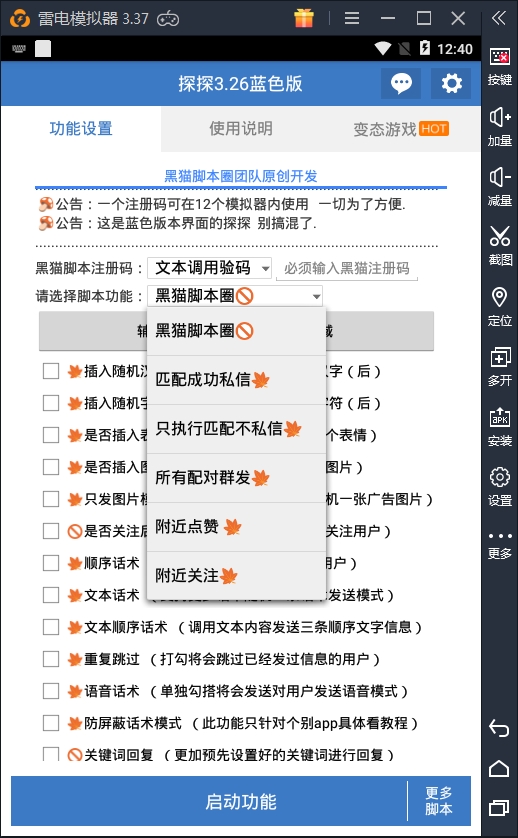 雷电模拟器 3.37
12:40
探探3.26蓝色版
功能设置
使用说明
变态游戏 HOT
黑猫脚本圈团队原创开发
公告：一个注册码可在12个模拟器内使用 一切为了方便.
公告：这是蓝色版本界面的探探 别搞混了.
黑猫脚本注册码： 文本调用验码 必须输入黑猫注册码
请选择脚本功能： 黑猫脚本圈
黑猫脚本圈
匹配成功私信
只执行匹配不私信
所有配对群发
附近点赞
附近关注
插入随机汉 字（后）
插入随机字 字符（后）
是否插入表 个表情）
是否插入图 图片）
只发图片模 机一张广告图片）
是否关注后 关注用户）
顺序话术 用户）
文本话术 发送模式）
文本顺序话术 （调用文本内容发送三条顺序文字信息）
重复跳过 （打勾将会跳过已经发过信息的用户）
语音话术 （单独勾搭将会发送对用户发送语音模式）
防屏蔽话术模式 （此功能只针对个别app具体看教程）
关键词回复 （更加预先设置好的关键词进行回复）
启动功能
更多
脚本
按键
加量
减量
截图
定位
多开
安装
设置
更多